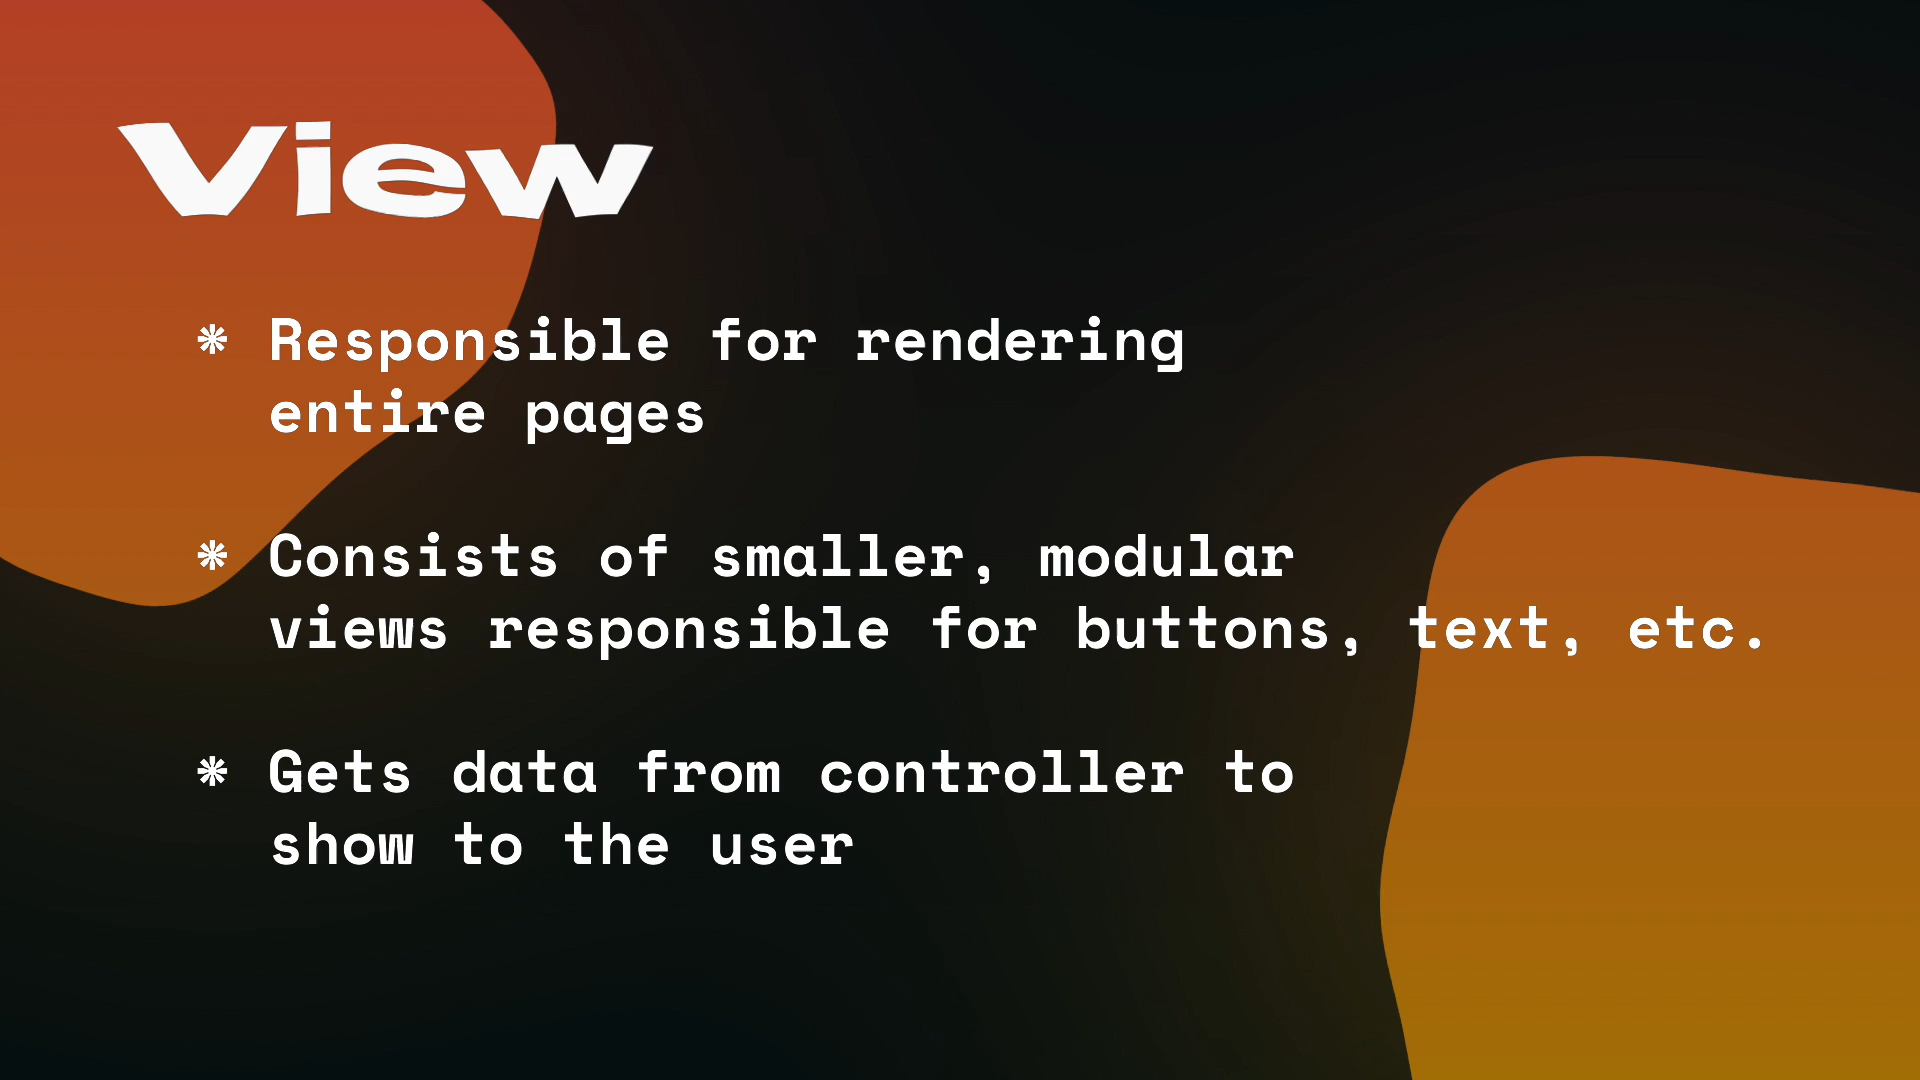 View
* Responsible for rendering
entire pages
* Consists of smaller, modular
views responsible for buttons, text, etc.
* Gets data from controller to
show to the user